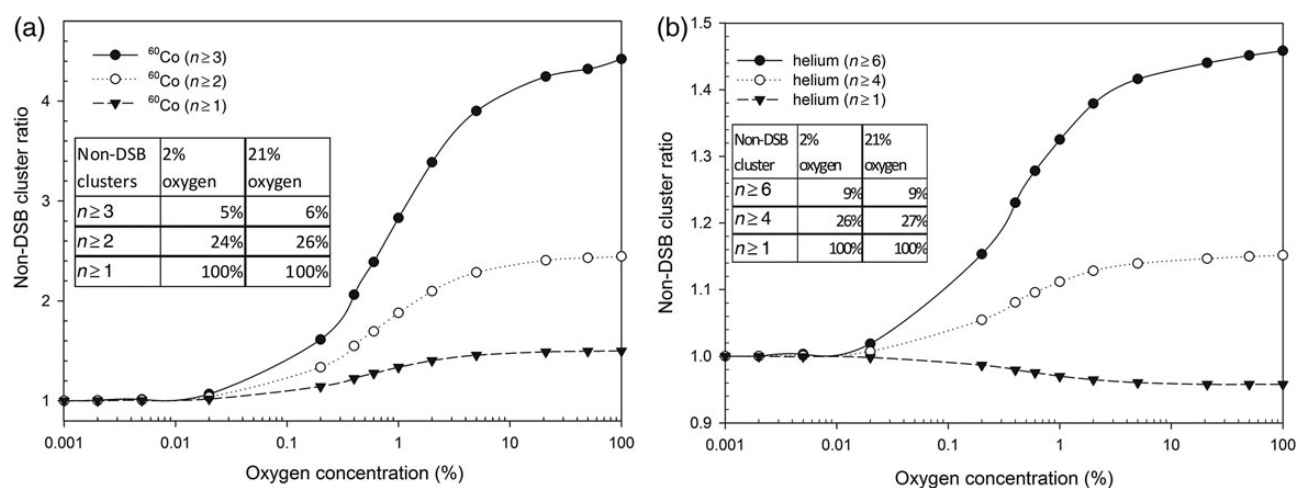 (a)
⁶⁰Co (n ≥ 3)
⁶⁰Co (n ≥ 2)
⁶⁰Co (n ≥ 1)
Non-DSB clusters 2% oxygen 21% oxygen
n ≥ 3 5% 6%
n ≥ 2 24% 26%
n ≥ 1 100% 100%
Non-DSB cluster ratio
4
3
2
1
0.001 0.01 0.1 1 10 100
Oxygen concentration (%)
(b)
helium (n ≥ 6)
helium (n ≥ 4)
helium (n ≥ 1)
Non-DSB cluster 2% oxygen 21% oxygen
n ≥ 6 9% 9%
n ≥ 4 26% 27%
n ≥ 1 100% 100%
Non-DSB cluster ratio
1.5
1.4
1.3
1.2
1.1
1.0
0.9
0.001 0.01 0.1 1 10 100
Oxygen concentration (%)